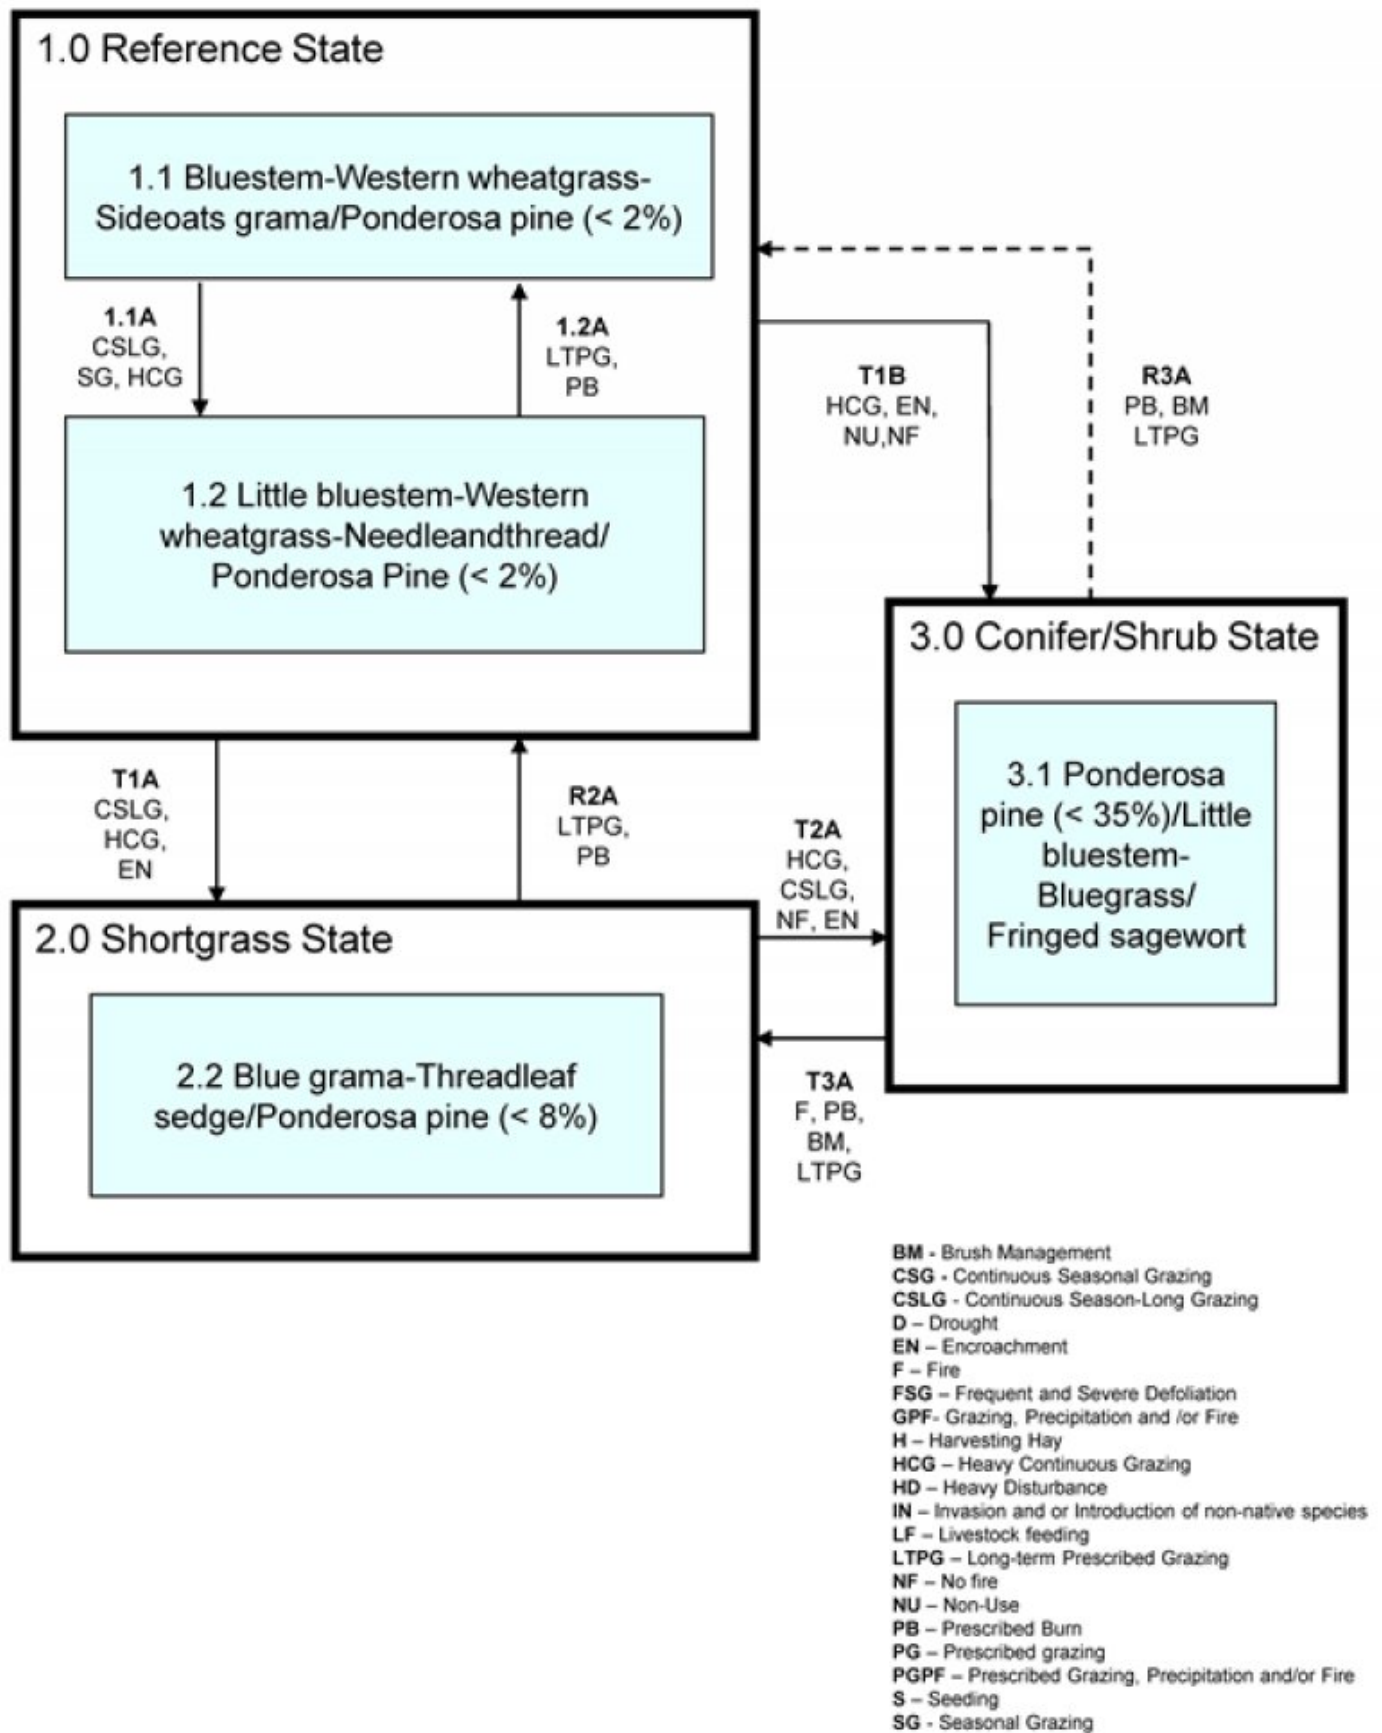 1.0 Reference State
1.1 Bluestem-Western wheatgrass-
Sideoats grama/Ponderosa pine (< 2%)
1.1A
CSLG,
SG, HCG
1.2A
LTPG,
PB
1.2 Little bluestem-Western
wheatgrass-Needleandthread/
Ponderosa Pine (< 2%)
T1B
HCG, EN,
NU,NF
R3A
PB, BM
LTPG
3.0 Conifer/Shrub State
3.1 Ponderosa
pine (< 35%)/Little
bluestem-
Bluegrass/
Fringed sagewort
T1A
CSLG,
HCG,
EN
R2A
LTPG,
PB
T2A
HCG,
CSLG,
NF, EN
2.0 Shortgrass State
2.2 Blue grama-Threadleaf
sedge/Ponderosa pine (< 8%)
T3A
F, PB,
BM,
LTPG
BM - Brush Management
CSG - Continuous Seasonal Grazing
CSLG - Continuous Season-Long Grazing
D – Drought
EN – Encroachment
F – Fire
FSG – Frequent and Severe Defoliation
GPF- Grazing, Precipitation and /or Fire
H – Harvesting Hay
HCG – Heavy Continuous Grazing
HD – Heavy Disturbance
IN – Invasion and or Introduction of non-native species
LF – Livestock feeding
LTPG – Long-term Prescribed Grazing
NF – No fire
NU – Non-Use
PB – Prescribed Burn
PG – Prescribed grazing
PGPF – Prescribed Grazing, Precipitation and/or Fire
S – Seeding
SG - Seasonal Grazing